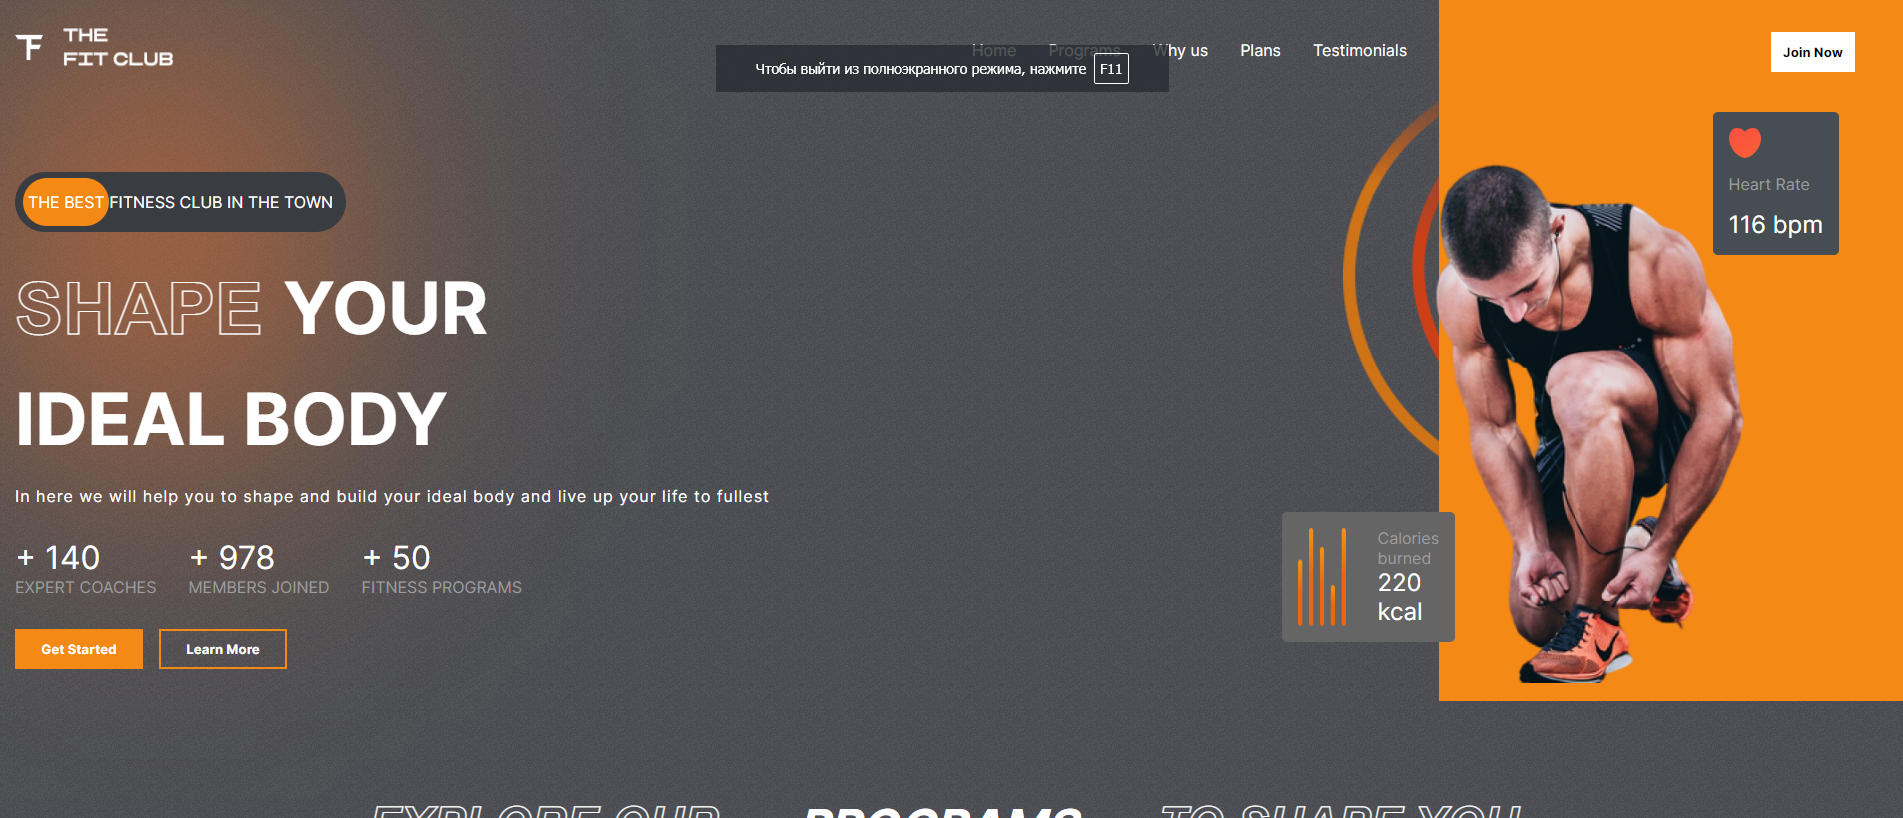 THE
FIT CLUB
Home Programs Why us Plans Testimonials
Join Now
Чтобы выйти из полноэкранного режима, нажмите F11
Heart Rate
116 bpm
THE BEST FITNESS CLUB IN THE TOWN
SHAPE YOUR
IDEAL BODY
In here we will help you to shape and build your ideal body and live up your life to fullest
+ 140
EXPERT COACHES
+ 978
MEMBERS JOINED
+ 50
FITNESS PROGRAMS
Calories
burned
220
kcal
Get Started
Learn More
EXPLORE OUR PROGRAMS TO SHAPE YOU